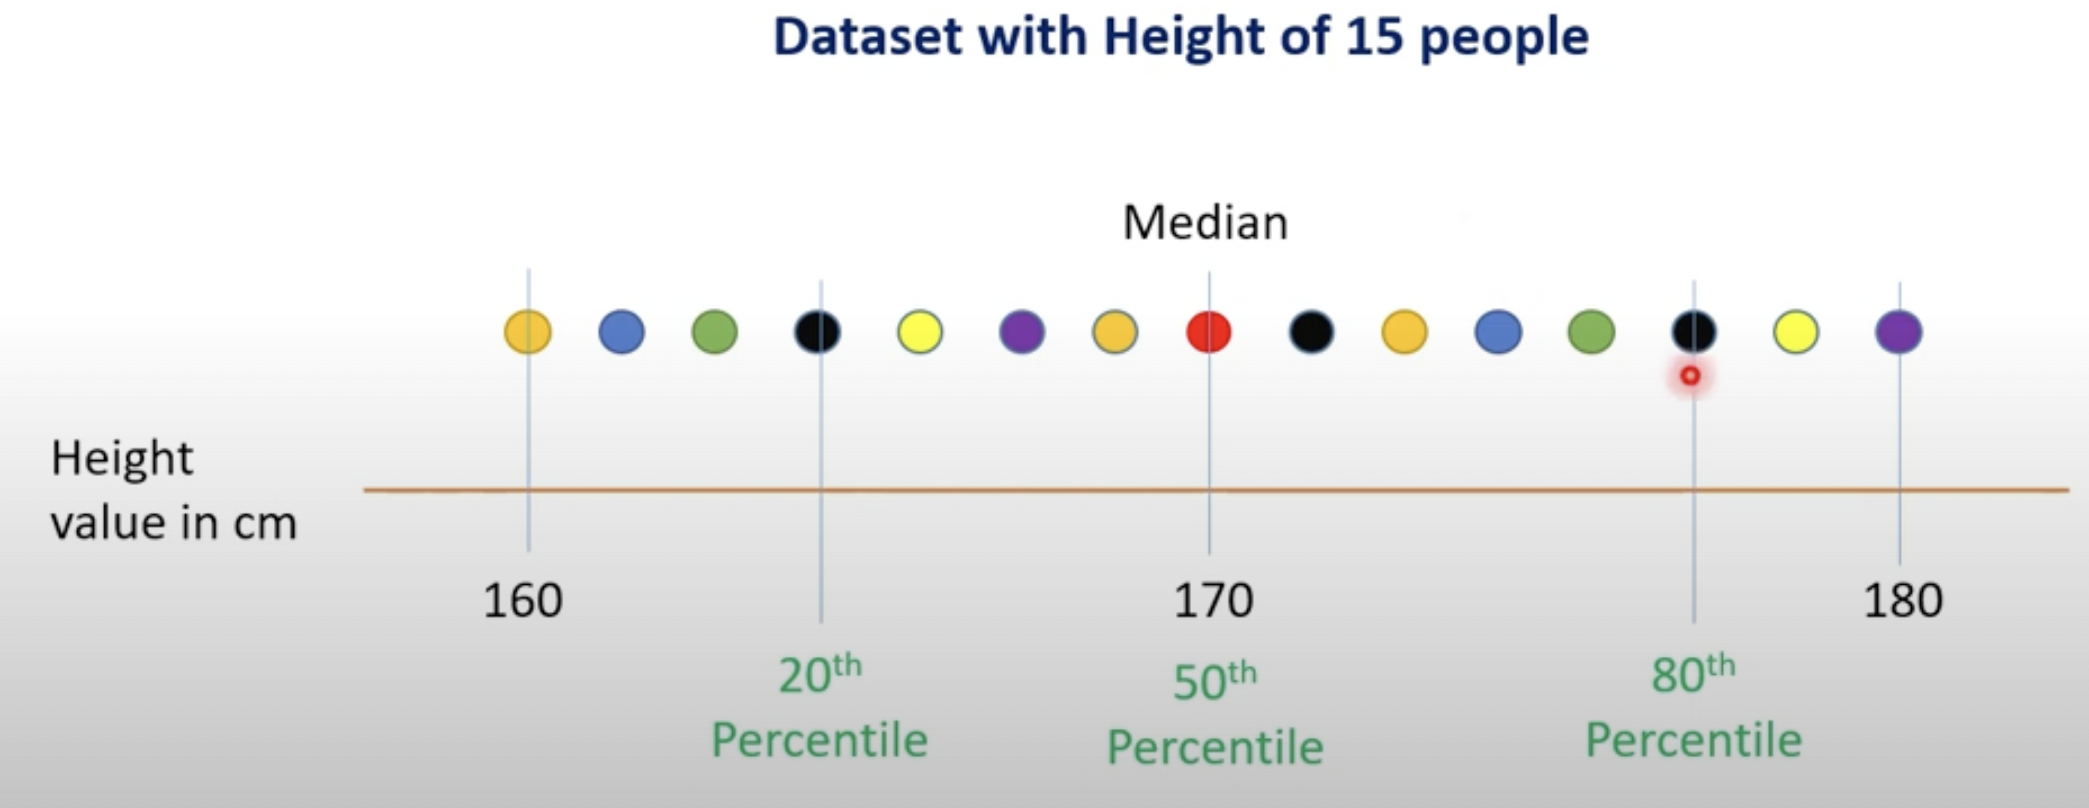 Dataset with Height of 15 people
Median
Height
value in cm
160
170
180
20th
Percentile
50th
Percentile
80th
Percentile